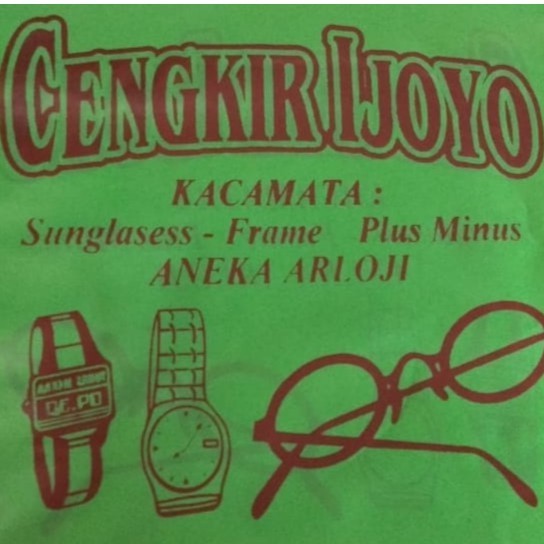 CENGKIR IJOYO
KACAMATA :
Sunglasess - Frame Plus Minus
ANEKA ARLOJI